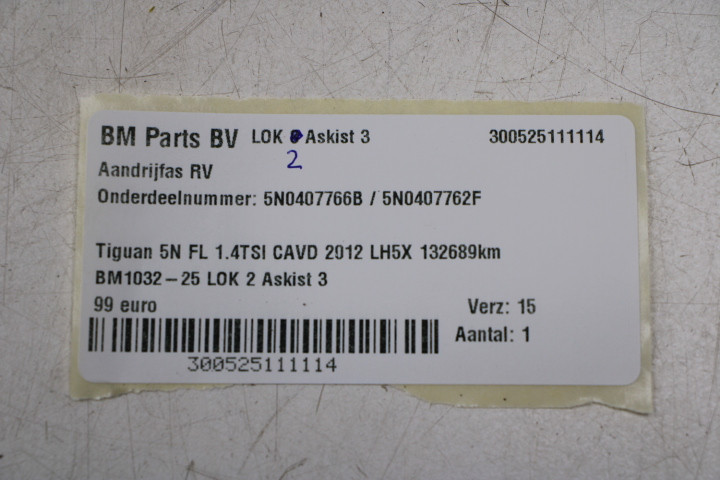 BM Parts BV LOK Askist 3 300525111114
2
Aandrijfas RV
Onderdeelnummer: 5N0407766B / 5N0407762F
Tiguan 5N FL 1.4TSI CAVD 2012 LH5X 132689km
BM1032-25 LOK 2 Askist 3
99 euro Verz: 15
Aantal: 1
300525111114